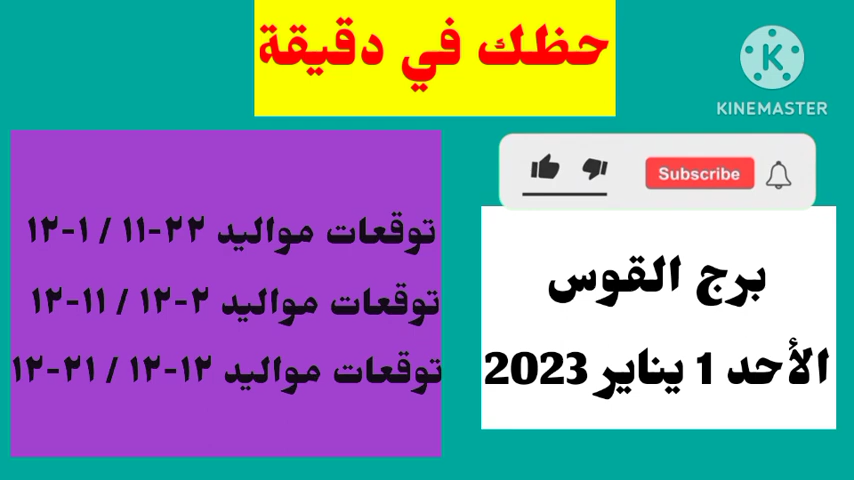 حظك في دقيقة
KINEMASTER
Subscribe
برج القوس
الأحد 1 يناير 2023
توقعات مواليد ٢٢-١١ / ١-١٢
توقعات مواليد ٢-١٢ / ١١-١٢
توقعات مواليد ١٢-١٢ / ٢١-١٢